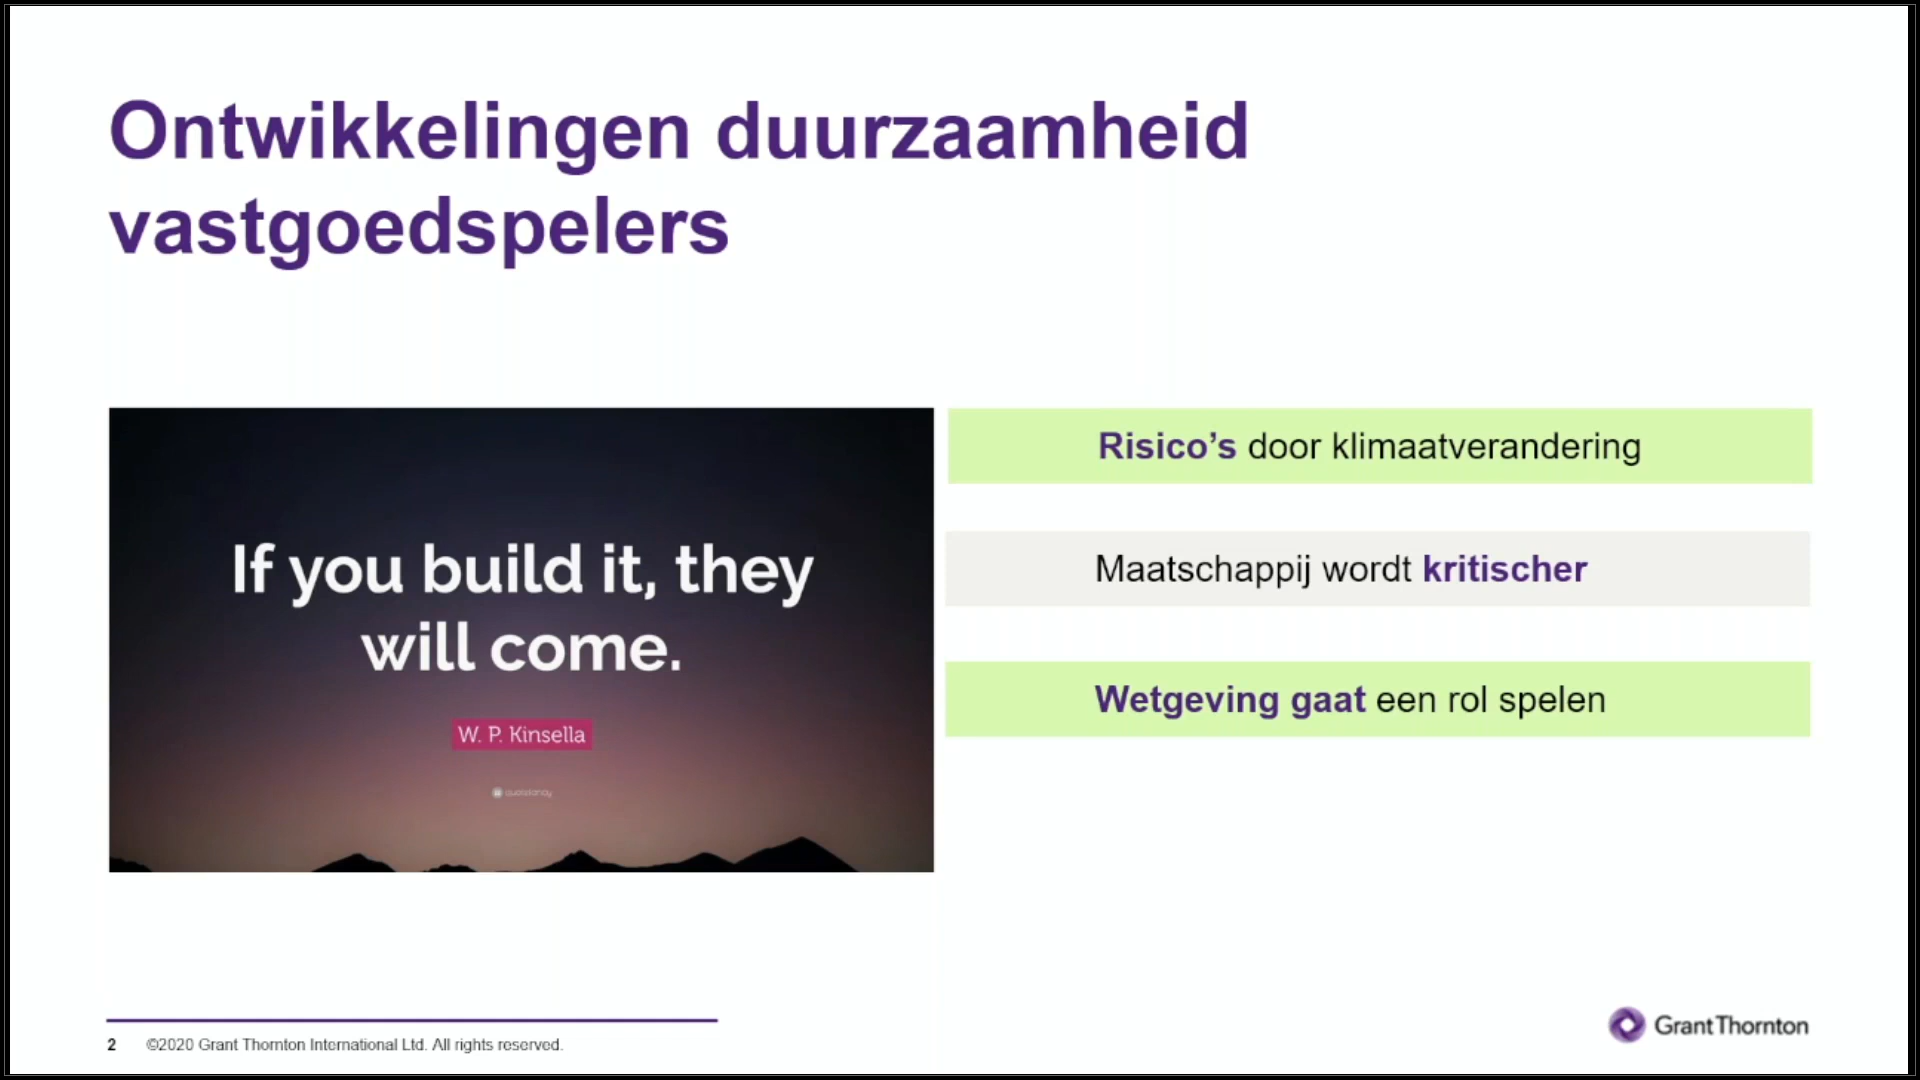 Ontwikkelingen duurzaamheid
vastgoedspelers
If you build it, they
will come.
W. P. Kinsella
quotefancy
Risico’s door klimaatverandering
Maatschappij wordt kritischer
Wetgeving gaat een rol spelen
2 ©2020 Grant Thornton International Ltd. All rights reserved.
Grant Thornton